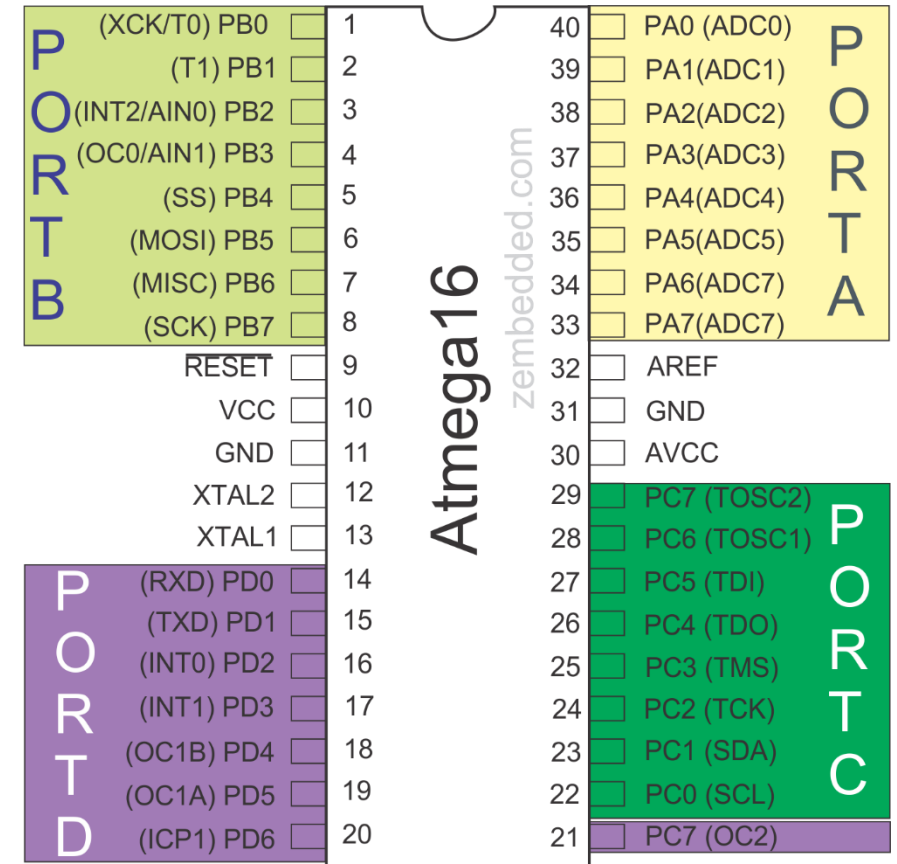 PORTB
(XCK/T0) PB0 1
(T1) PB1 2
(INT2/AIN0) PB2 3
(OC0/AIN1) PB3 4
(SS) PB4 5
(MOSI) PB5 6
(MISC) PB6 7
(SCK) PB7 8
RESET 9
VCC 10
GND 11
XTAL2 12
XTAL1 13
PORTD
(RXD) PD0 14
(TXD) PD1 15
(INT0) PD2 16
(INT1) PD3 17
(OC1B) PD4 18
(OC1A) PD5 19
(ICP1) PD6 20
Atmega16
zembedded.com
40 PA0 (ADC0)
39 PA1(ADC1)
38 PA2(ADC2)
37 PA3(ADC3)
36 PA4(ADC4)
35 PA5(ADC5)
34 PA6(ADC7)
33 PA7(ADC7)
PORTA
32 AREF
31 GND
30 AVCC
29 PC7 (TOSC2)
28 PC6 (TOSC1)
27 PC5 (TDI)
26 PC4 (TDO)
25 PC3 (TMS)
24 PC2 (TCK)
23 PC1 (SDA)
22 PC0 (SCL)
PORTC
21 PC7 (OC2)